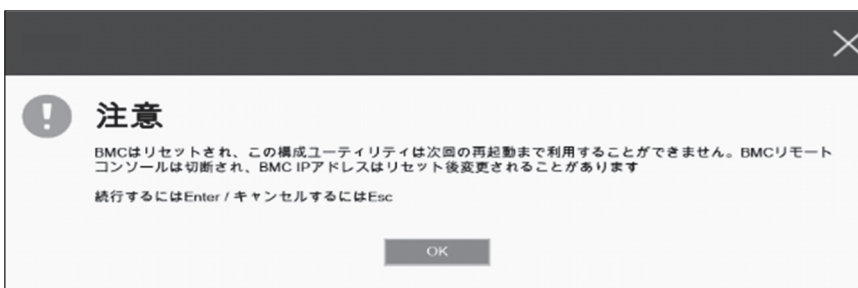 注意
BMCはリセットされ、この構成ユーティリティは次回の再起動まで利用することができません。BMCリモート
コンソールは切断され、BMC IPアドレスはリセット後変更されることがあります
続行するにはEnter / キャンセルするにはEsc
OK